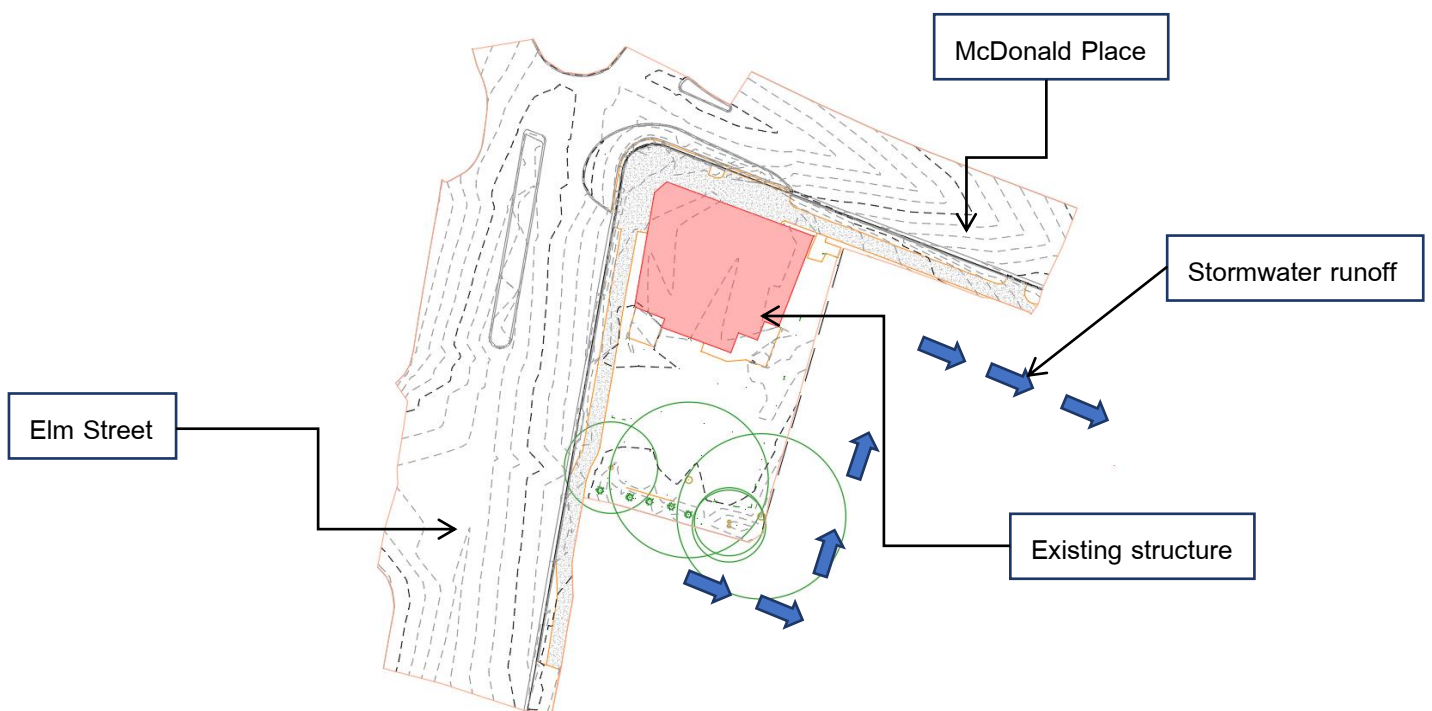 McDonald Place
Stormwater runoff
Elm Street
Existing structure